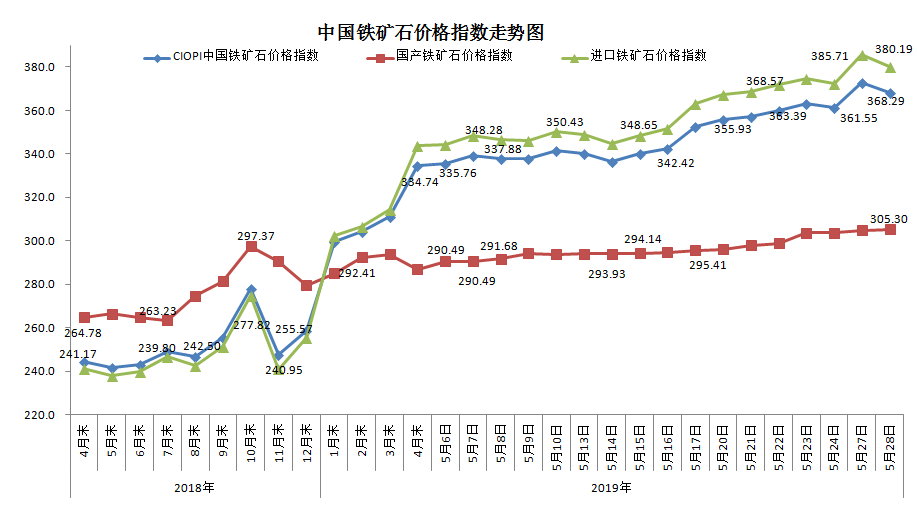 中国铁矿石价格指数走势图
CIOPI中国铁矿石价格指数 国产铁矿石价格指数 进口铁矿石价格指数
380.0
360.0
340.0
320.0
300.0
280.0
260.0
240.0
220.0
385.71 380.19
368.57 368.29
363.39 361.55
350.43 355.93
348.28 348.65
337.88 342.42
334.74 335.76
297.37 290.49 291.68 294.14 305.30
292.41 290.49 293.93 295.41
264.78 263.23 277.82 255.57
241.17 239.80 242.50 240.95
4月末 5月末 6月末 7月末 8月末 9月末 10月末 11月末 12月末 1月末 2月末 3月末 4月末 5月6日 5月7日 5月8日 5月9日 5月10日 5月13日 5月14日 5月15日 5月16日 5月17日 5月20日 5月21日 5月22日 5月23日 5月24日 5月27日 5月28日
2018年 2019年